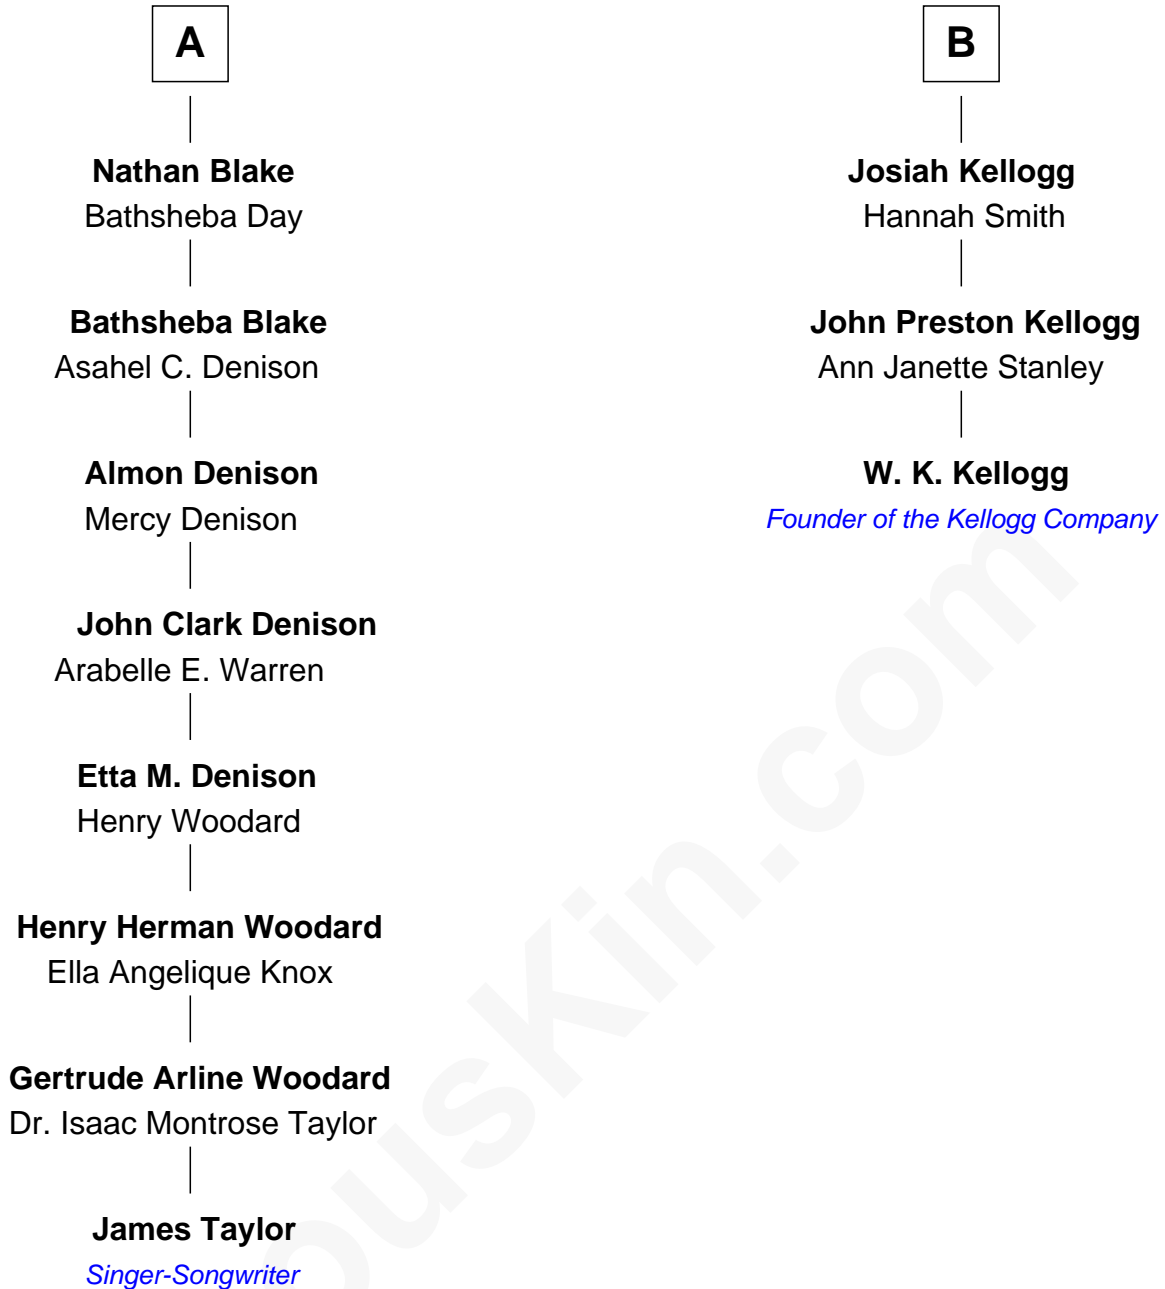 A
Nathan Blake
Bathsheba Day
Bathsheba Blake
Asahel C. Denison
Almon Denison
Mercy Denison
John Clark Denison
Arabelle E. Warren
Etta M. Denison
Henry Woodard
Henry Herman Woodard
Ella Angelique Knox
Gertrude Arline Woodard
Dr. Isaac Montrose Taylor
James Taylor
Singer-Songwriter
B
Josiah Kellogg
Hannah Smith
John Preston Kellogg
Ann Janette Stanley
W. K. Kellogg
Founder of the Kellogg Company
ousKin.com